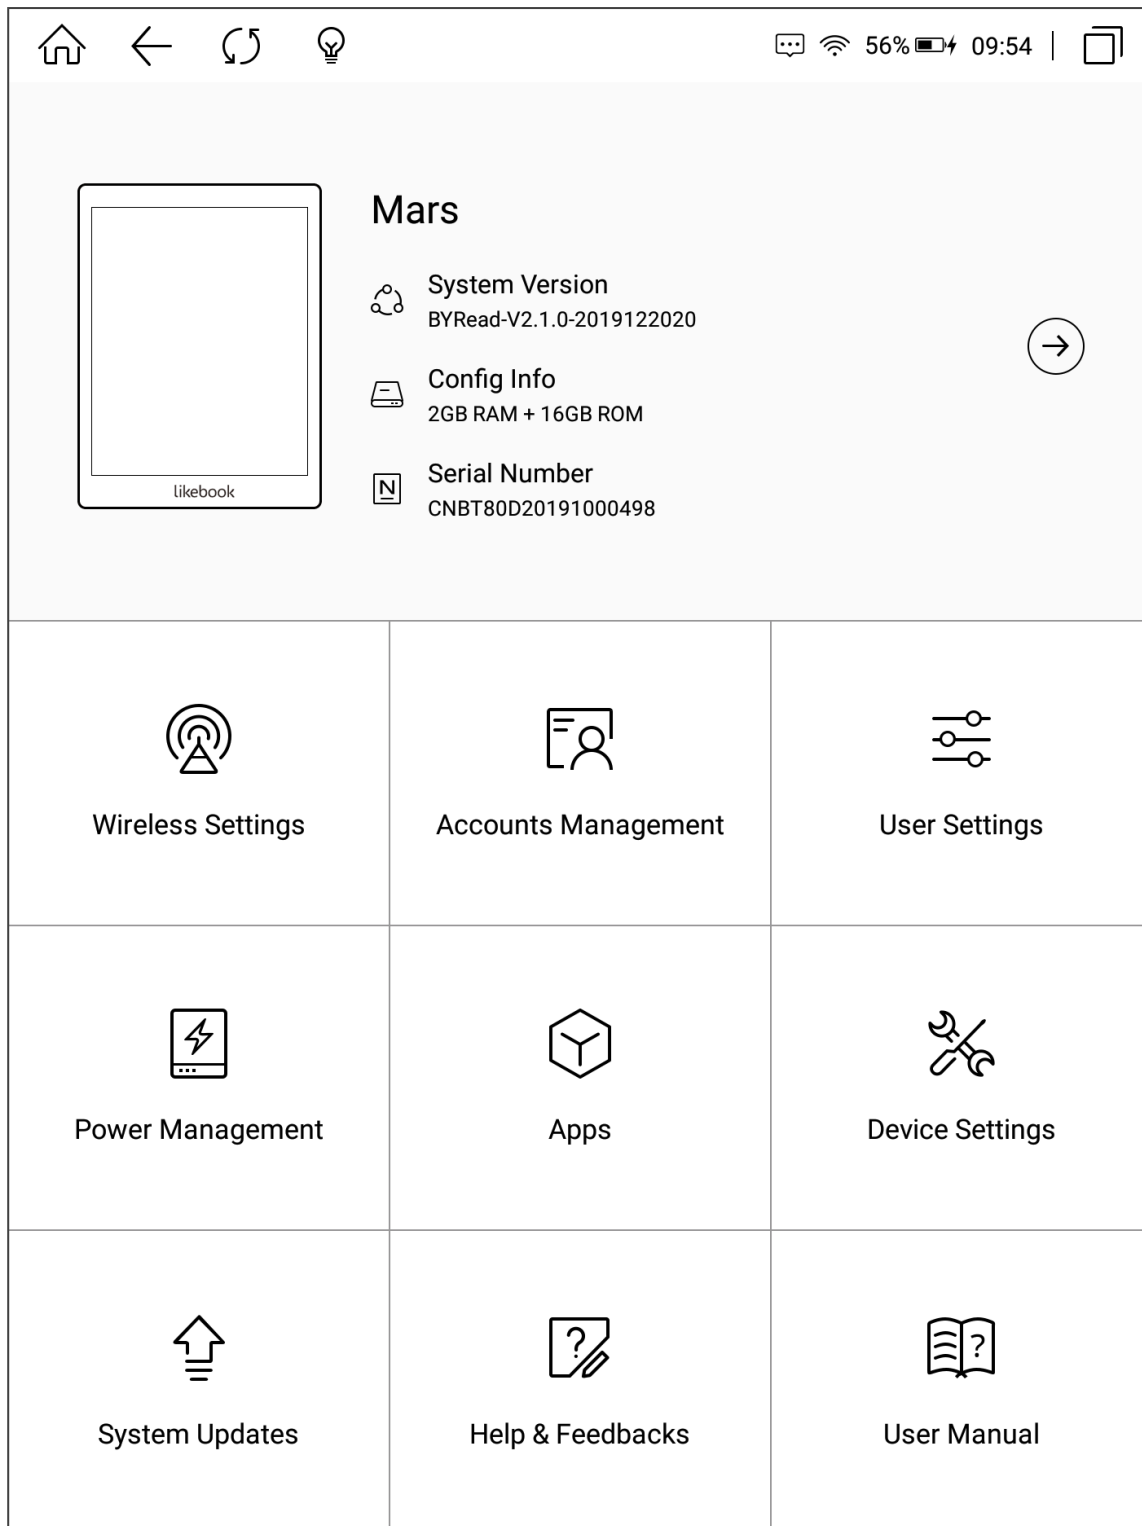 56% 09:54
Mars
System Version
BYRead-V2.1.0-2019122020
Config Info
2GB RAM + 16GB ROM
N
Serial Number
CNBT80D20191000498
likebook
Wireless Settings
Accounts Management
User Settings
Power Management
Apps
Device Settings
?
?
System Updates
Help & Feedbacks
User Manual